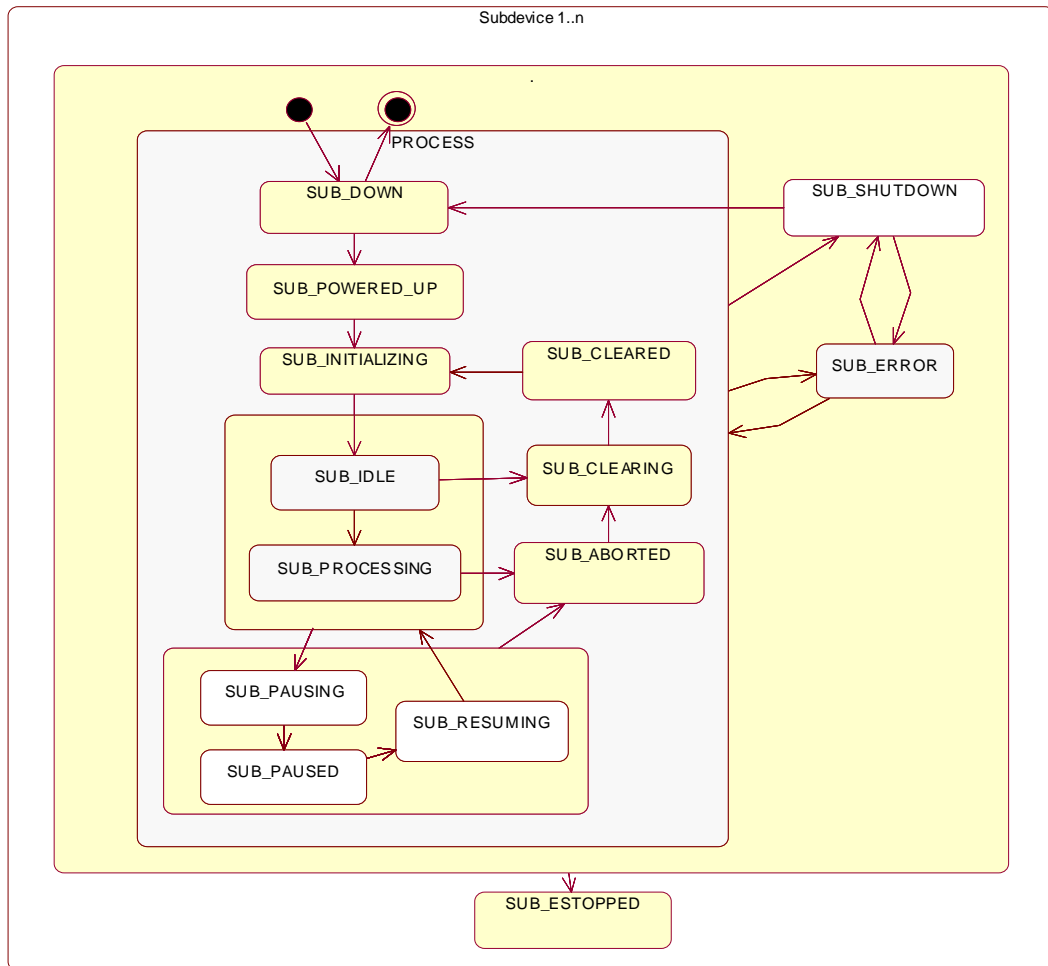 Subdevice 1..n
.
PROCESS
SUB_DOWN
SUB_SHUTDOWN
SUB_POWERED_UP
SUB_INITIALIZING
SUB_CLEARED
SUB_ERROR
SUB_IDLE
SUB_CLEARING
SUB_PROCESSING
SUB_ABORTED
SUB_PAUSING
SUB_RESUMING
SUB_PAUSED
SUB_ESTOPPED